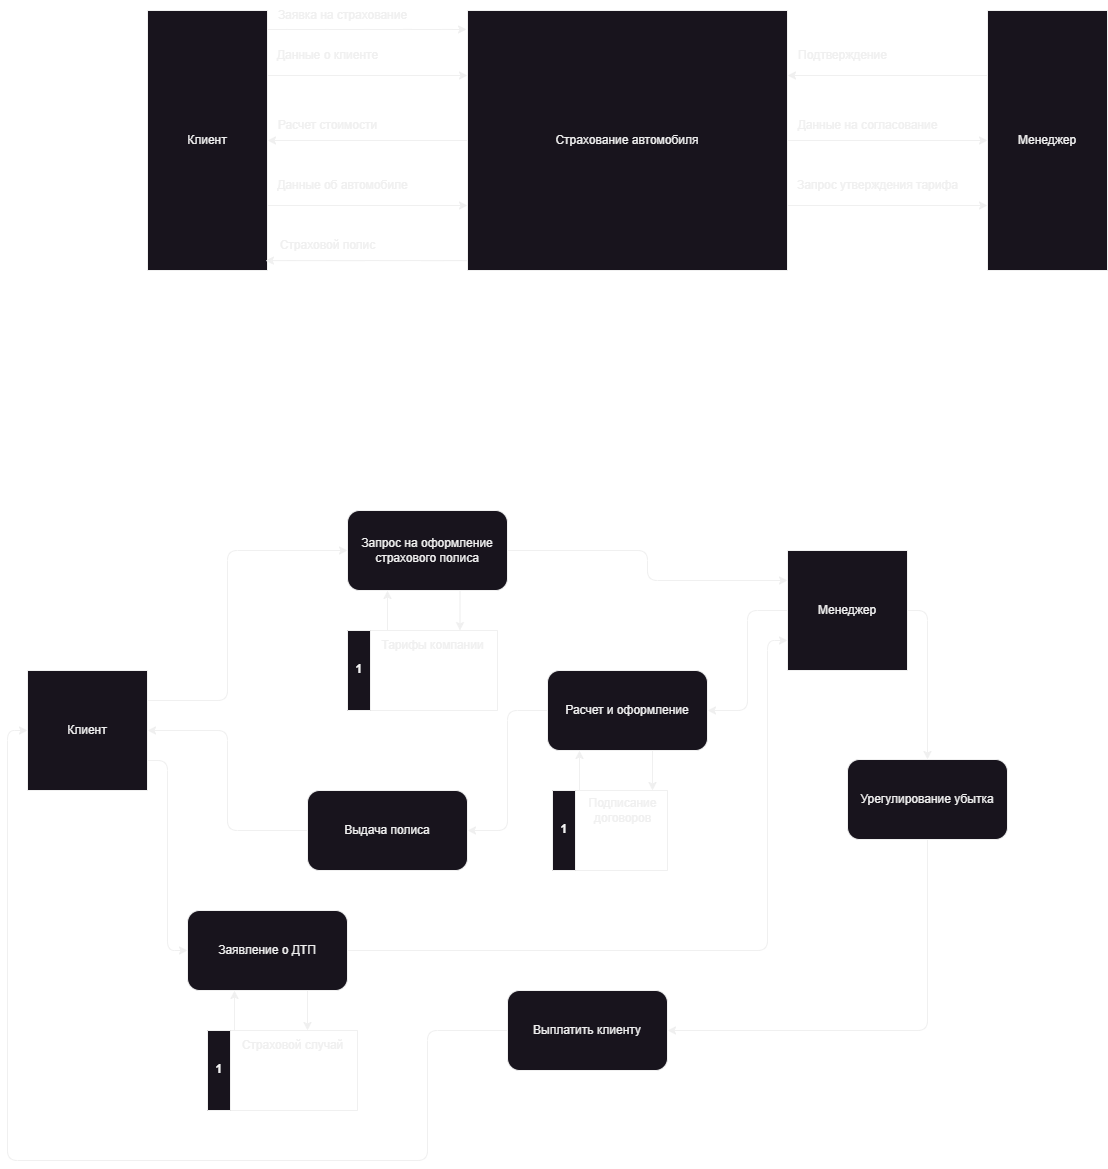 Заявка на страхование
Данные о клиенте
Подтверждение
Расчет стоимости
Данные на согласование
Клиент
Страхование автомобиля
Менеджер
Данные об автомобиле
Запрос утверждения тарифа
Страховой полис
Запрос на оформление
страхового полиса
Менеджер
Тарифы компании
1
Клиент
Расчет и оформление
Подписание
договоров
1
Урегулирование убытка
Выдача полиса
Заявление о ДТП
Выплатить клиенту
Страховой случай
1